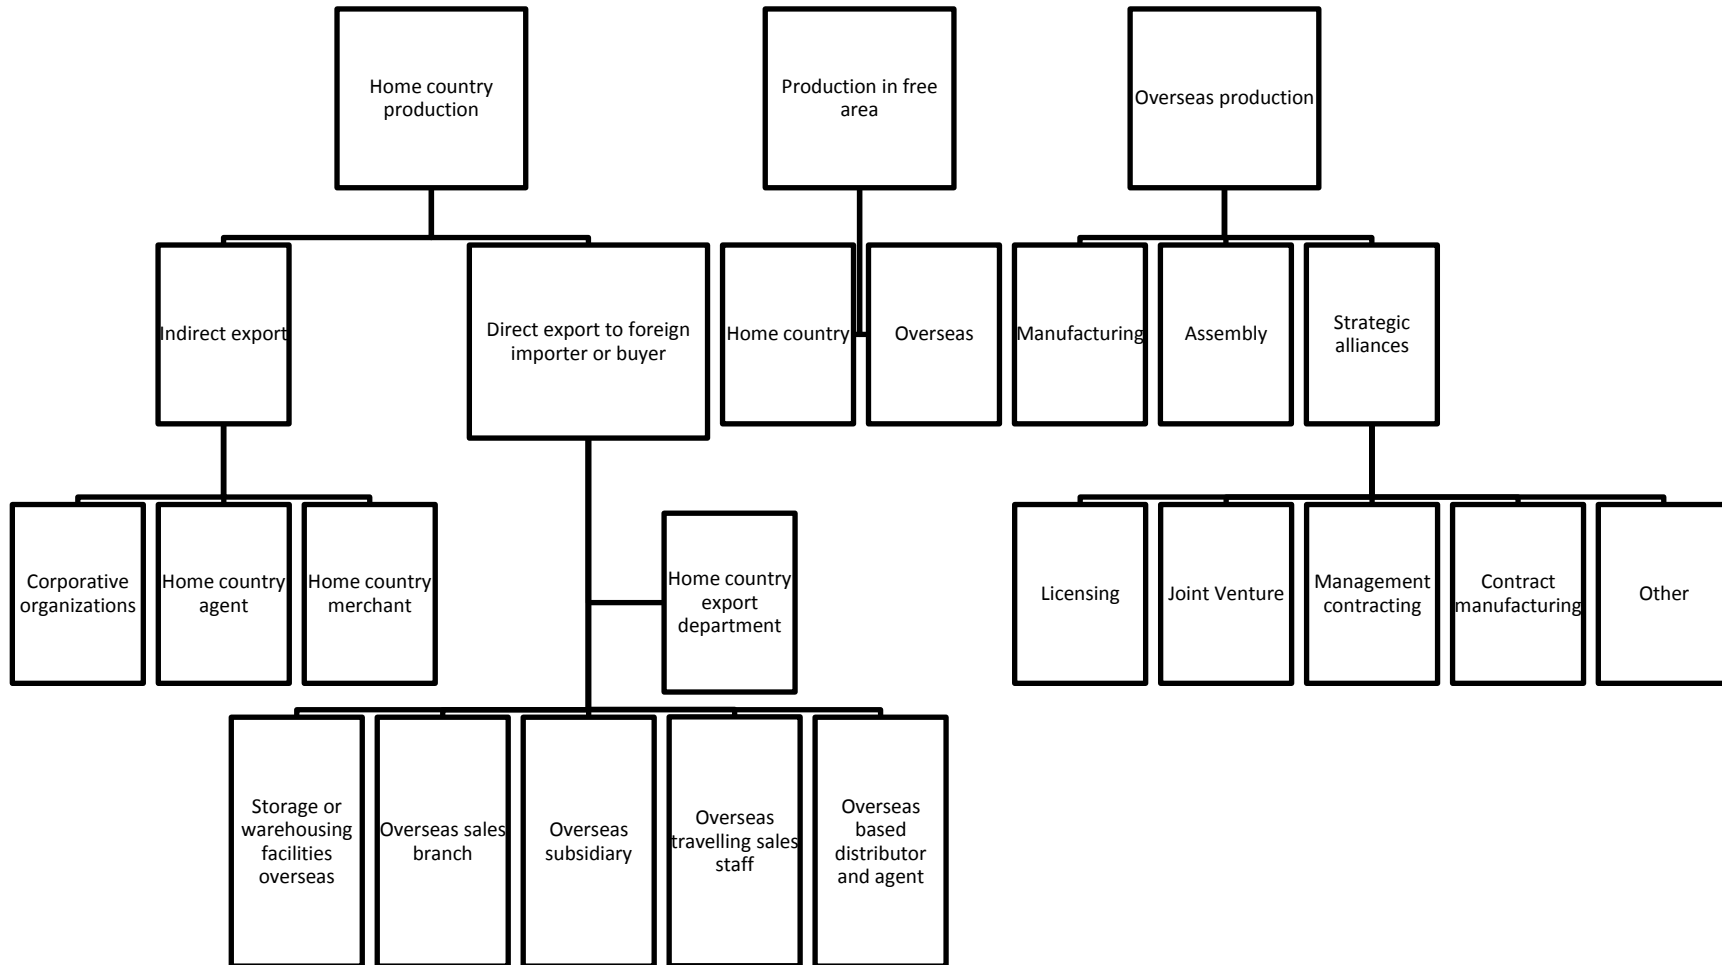 Home country
production
Production in free
area
Overseas production
Indirect export
Direct export to foreign
importer or buyer
Home country
Overseas
Manufacturing
Assembly
Strategic
alliances
Corporative
organizations
Home country
agent
Home country
merchant
Home country
export
department
Licensing
Joint Venture
Management
contracting
Contract
manufacturing
Other
Storage or
warehousing
facilities
overseas
Overseas sales
branch
Overseas
subsidiary
Overseas
travelling sales
staff
Overseas
based
distributor
and agent